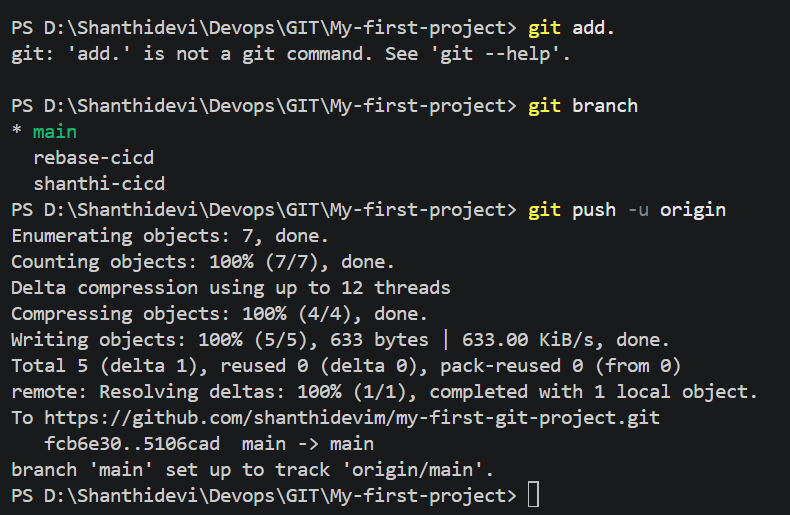 PS D:\Shanthidevi\Devops\GIT\My-first-project> git add.
git: 'add.' is not a git command. See 'git --help'.
PS D:\Shanthidevi\Devops\GIT\My-first-project> git branch
* main
  rebase-cicd
  shanthi-cicd
PS D:\Shanthidevi\Devops\GIT\My-first-project> git push -u origin
Enumerating objects: 7, done.
Counting objects: 100% (7/7), done.
Delta compression using up to 12 threads
Compressing objects: 100% (4/4), done.
Writing objects: 100% (5/5), 633 bytes | 633.00 KiB/s, done.
Total 5 (delta 1), reused 0 (delta 0), pack-reused 0 (from 0)
remote: Resolving deltas: 100% (1/1), completed with 1 local object.
To https://github.com/shanthidevim/my-first-git-project.git
   fcb6e30..5106cad  main -> main
branch 'main' set up to track 'origin/main'.
PS D:\Shanthidevi\Devops\GIT\My-first-project>